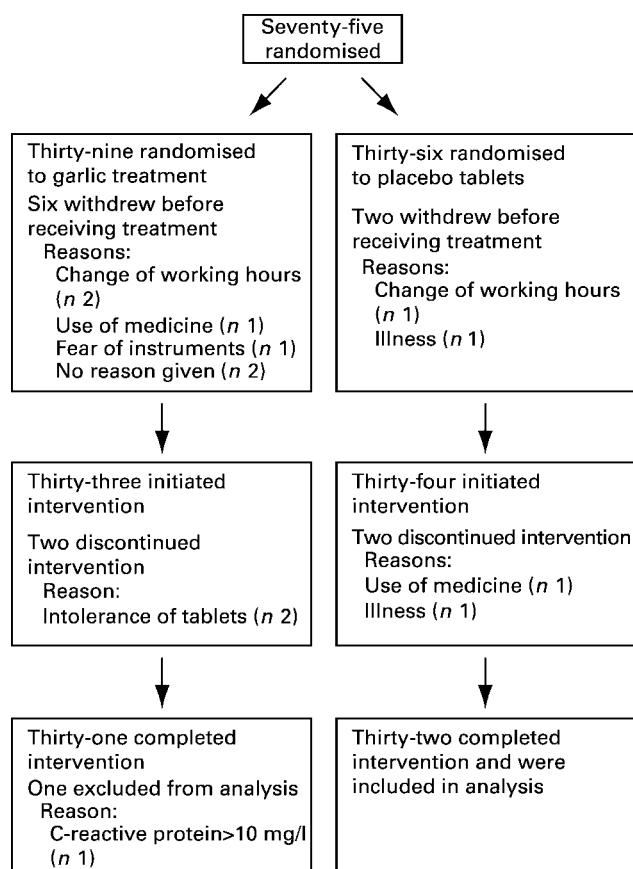 Seventy-five
randomised
Thirty-nine randomised
to garlic treatment
Six withdrew before
receiving treatment
Reasons:
Change of working hours
(n 2)
Use of medicine (n 1)
Fear of instruments (n 1)
No reason given (n 2)
Thirty-six randomised
to placebo tablets
Two withdrew before
receiving treatment
Reasons:
Change of working hours
(n 1)
Illness (n 1)
Thirty-three initiated
intervention
Two discontinued
intervention
Reason:
Intolerance of tablets (n 2)
Thirty-four initiated
intervention
Two discontinued intervention
Reasons:
Use of medicine (n 1)
Illness (n 1)
Thirty-one completed
intervention
One excluded from analysis
Reason:
C-reactive protein>10 mg/l
(n 1)
Thirty-two completed
intervention and were
included in analysis